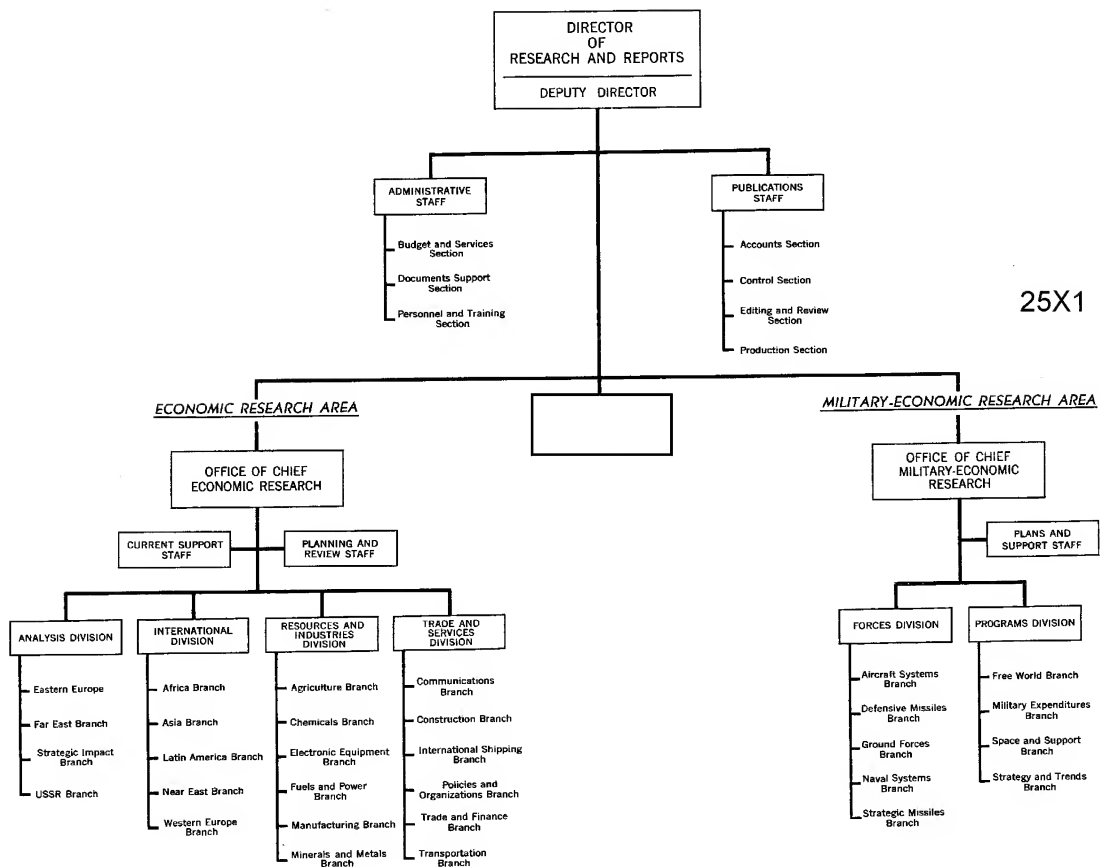 DIRECTOR
OF
RESEARCH AND REPORTS
DEPUTY DIRECTOR
ADMINISTRATIVE
STAFF
Budget and Services
Section
Documents Support
Section
Personnel and Training
Section
PUBLICATIONS
STAFF
Accounts Section
Control Section
Editing and Review
Section
Production Section
25X1
ECONOMIC RESEARCH AREA
MILITARY-ECONOMIC RESEARCH AREA
OFFICE OF CHIEF
ECONOMIC RESEARCH
CURRENT SUPPORT
STAFF
PLANNING AND
REVIEW STAFF
ANALYSIS DIVISION
Eastern Europe
Far East Branch
Strategic Impact
Branch
USSR Branch
INTERNATIONAL
DIVISION
Africa Branch
Asia Branch
Latin America Branch
Near East Branch
Western Europe
Branch
RESOURCES AND
INDUSTRIES
DIVISION
Agriculture Branch
Chemicals Branch
Electronic Equipment
Branch
Fuels and Power
Branch
Manufacturing Branch
Minerals and Metals
Branch
TRADE AND
SERVICES
DIVISION
Communications
Branch
Construction Branch
International Shipping
Branch
Policies and
Organizations Branch
Trade and Finance
Branch
Transportation
Branch
OFFICE OF CHIEF
MILITARY-ECONOMIC
RESEARCH
PLANS AND
SUPPORT STAFF
FORCES DIVISION
Aircraft Systems
Branch
Defensive Missiles
Branch
Ground Forces
Branch
Naval Systems
Branch
Strategic Missiles
Branch
PROGRAMS DIVISION
Free World Branch
Military Expenditures
Branch
Space and Support
Branch
Strategy and Trends
Branch